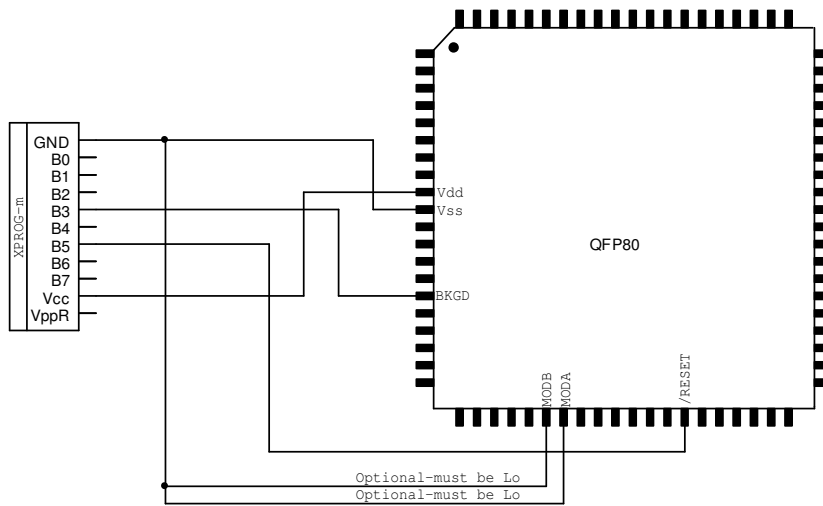 XPROG-m
GND
B0
B1
B2
B3
B4
B5
B6
B7
Vcc
VppR
Vdd
Vss
BKGD
QFP80
MODB
MODA
/RESET
Optional-must be Lo
Optional-must be Lo